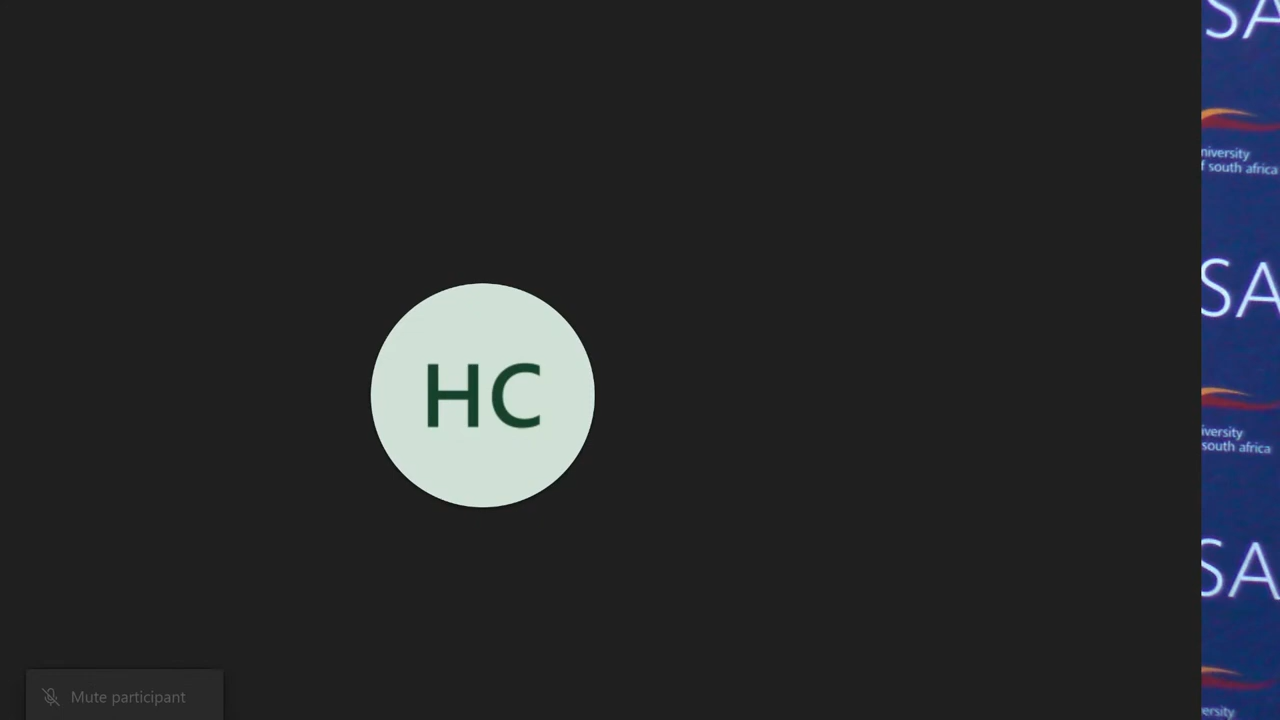 HC
Mute participant
SA
niversity
f south africa
SA
iversity
south africa
SA
ersity